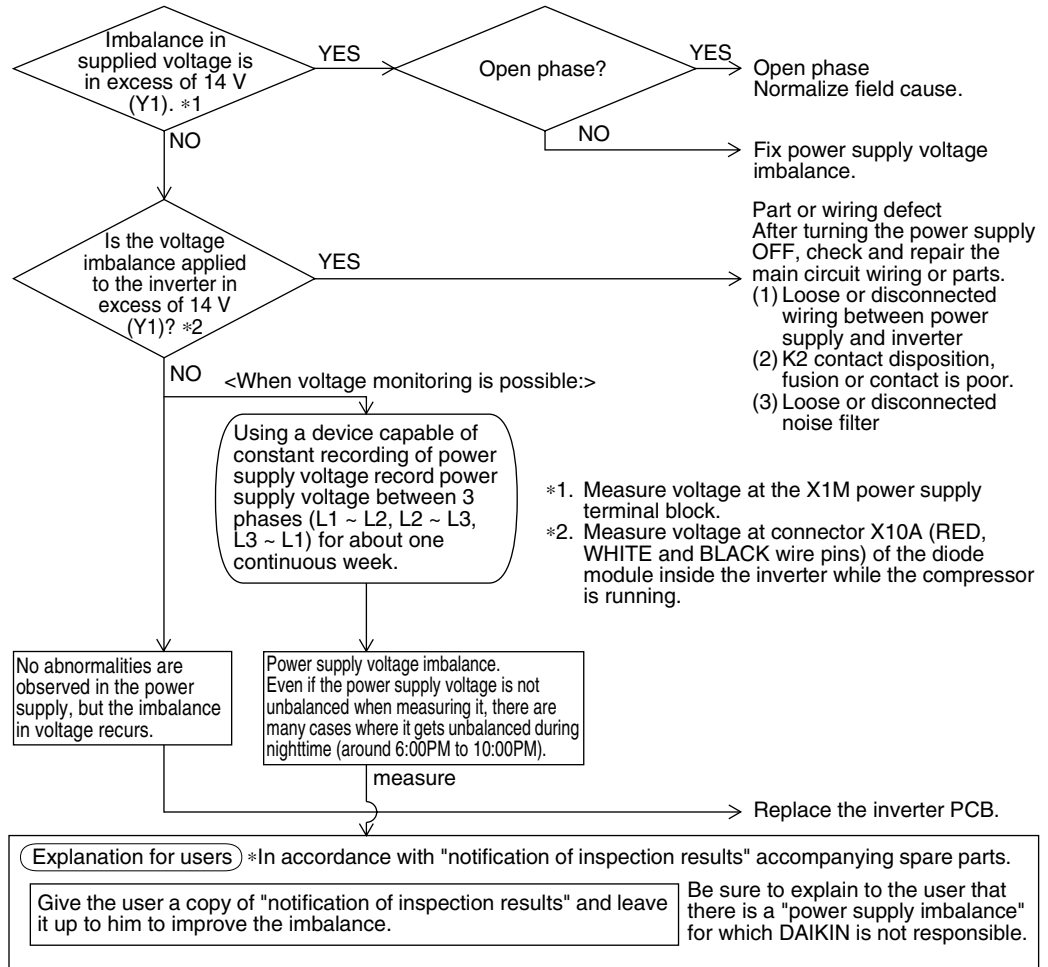 Imbalance in
supplied voltage is
in excess of 14 V
(Y1). *1
YES
Open phase?
YES
Open phase
Normalize field cause.
NO
NO
Fix power supply voltage
imbalance.
Is the voltage
imbalance applied
to the inverter in
excess of 14 V
(Y1)? *2
YES
Part or wiring defect
After turning the power supply
OFF, check and repair the
main circuit wiring or parts.
(1) Loose or disconnected
wiring between power
supply and inverter
(2) K2 contact disposition,
fusion or contact is poor.
(3) Loose or disconnected
noise filter
NO
<When voltage monitoring is possible:>
Using a device capable of
constant recording of power
supply voltage record power
supply voltage between 3
phases (L1 ~ L2, L2 ~ L3,
L3 ~ L1) for about one
continuous week.
*1. Measure voltage at the X1M power supply
terminal block.
*2. Measure voltage at connector X10A (RED,
WHITE and BLACK wire pins) of the diode
module inside the inverter while the compressor
is running.
No abnormalities are
observed in the power
supply, but the imbalance
in voltage recurs.
Power supply voltage imbalance.
Even if the power supply voltage is not
unbalanced when measuring it, there are
many cases where it gets unbalanced during
nighttime (around 6:00PM to 10:00PM).
measure
Replace the inverter PCB.
Explanation for users *In accordance with "notification of inspection results" accompanying spare parts.
Give the user a copy of "notification of inspection results" and leave
it up to him to improve the imbalance.
Be sure to explain to the user that
there is a "power supply imbalance"
for which DAIKIN is not responsible.